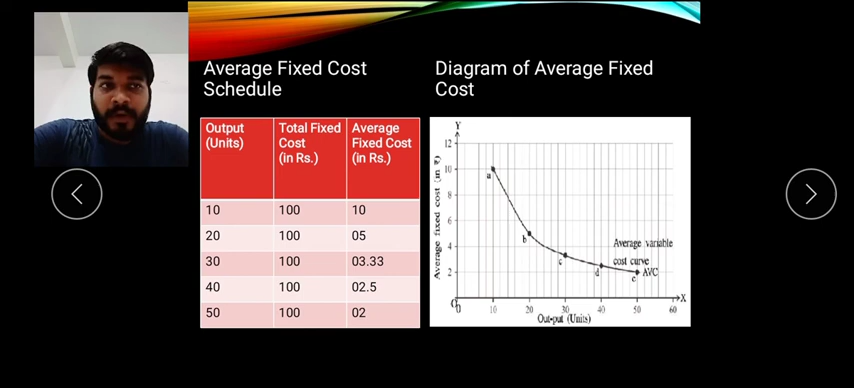 Average Fixed Cost
Schedule
Diagram of Average Fixed
Cost
Output
(Units)
Total Fixed
Cost
(in Rs.)
Average
Fixed Cost
(in Rs.)
10 100 10
20 100 05
30 100 03.33
40 100 02.5
50 100 02
Y
12
10
8
6
4
2
Average fixed cost (in ₹)
a
b
c
d
e
Average variable
cost curve
AVC
X
O
0 10 20 30 40 50 60
Out-put (Units)